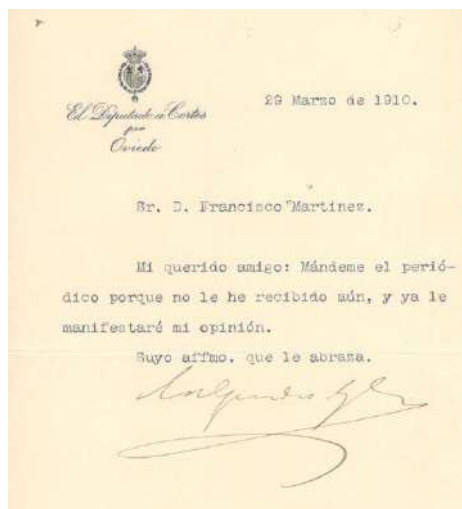 El Diputado a Cortes
por
Oviedo
29 Marzo de 1910.
Sr. D. Francisco Martinez.
Mi querido amigo: Mándeme el perió-
dico porque no le he recibido aún, y ya le
manifestaré mi opinión.
Suyo affmo. que le abraza.